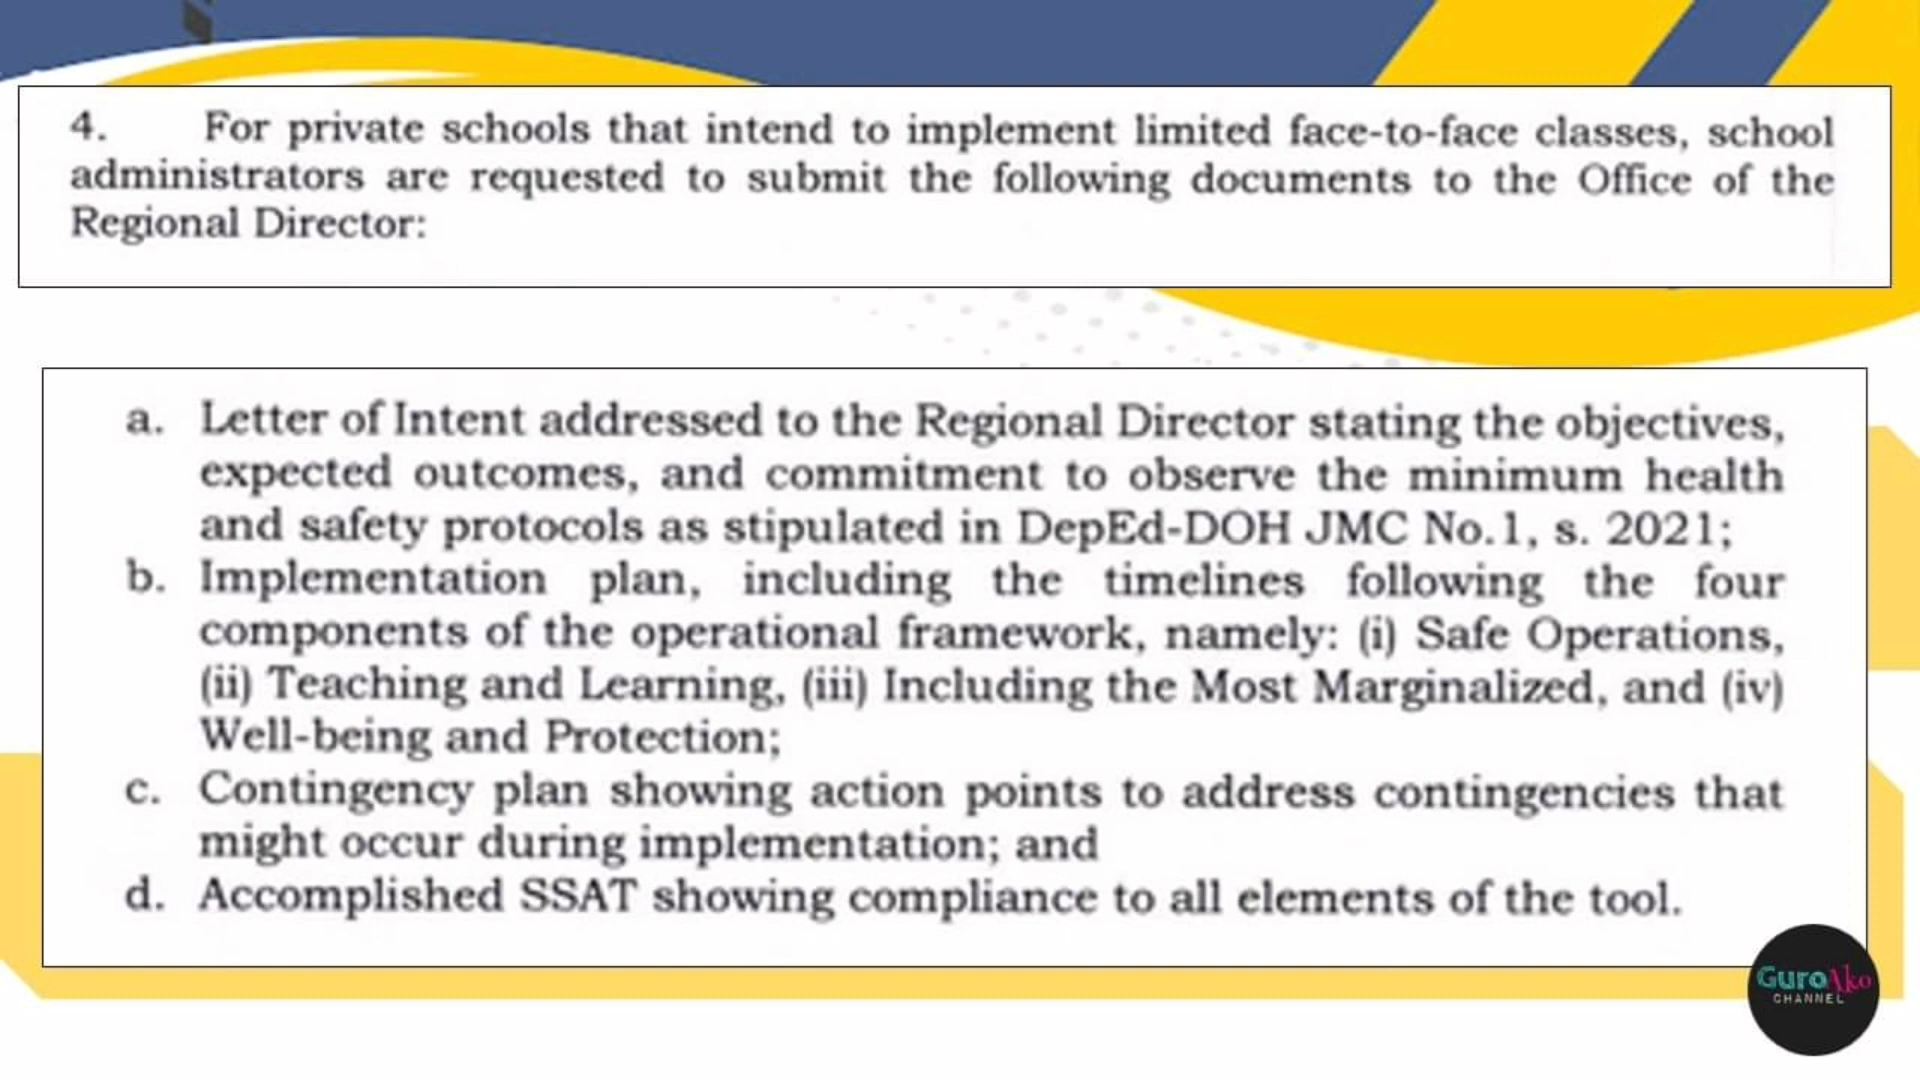 4. For private schools that intend to implement limited face-to-face classes, school
administrators are requested to submit the following documents to the Office of the
Regional Director:
a. Letter of Intent addressed to the Regional Director stating the objectives,
expected outcomes, and commitment to observe the minimum health
and safety protocols as stipulated in DepEd-DOH JMC No.1, s. 2021;
b. Implementation plan, including the timelines following the four
components of the operational framework, namely: (i) Safe Operations,
(ii) Teaching and Learning, (iii) Including the Most Marginalized, and (iv)
Well-being and Protection;
c. Contingency plan showing action points to address contingencies that
might occur during implementation; and
d. Accomplished SSAT showing compliance to all elements of the tool.
GuroAko
CHANNEL